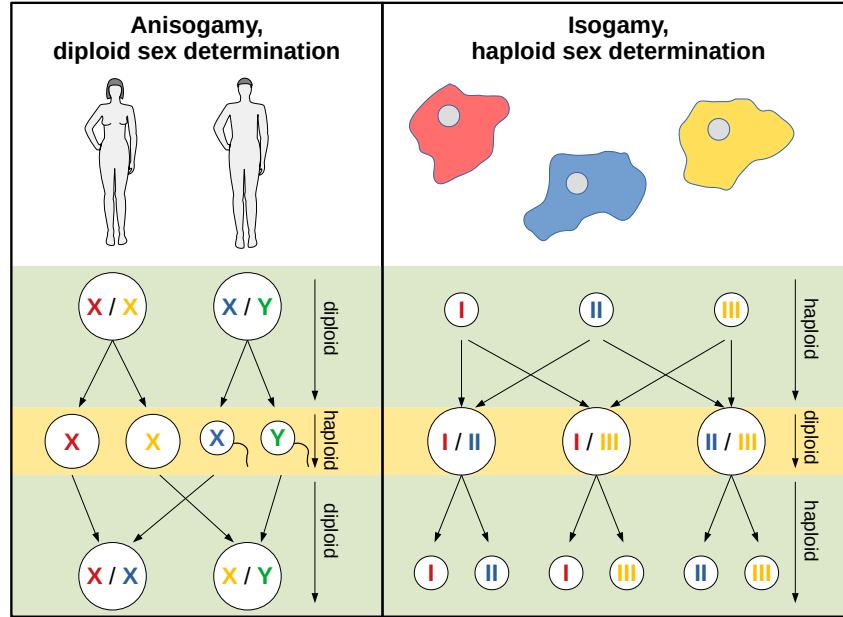 Anisogamy,
diploid sex determination
X / X
X / Y
diploid
X
X
X
Y
haploid
X / X
X / Y
diploid
Isogamy,
haploid sex determination
I
II
III
haploid
I / II
I / III
II / III
diploid
I
II
I
III
II
III
haploid